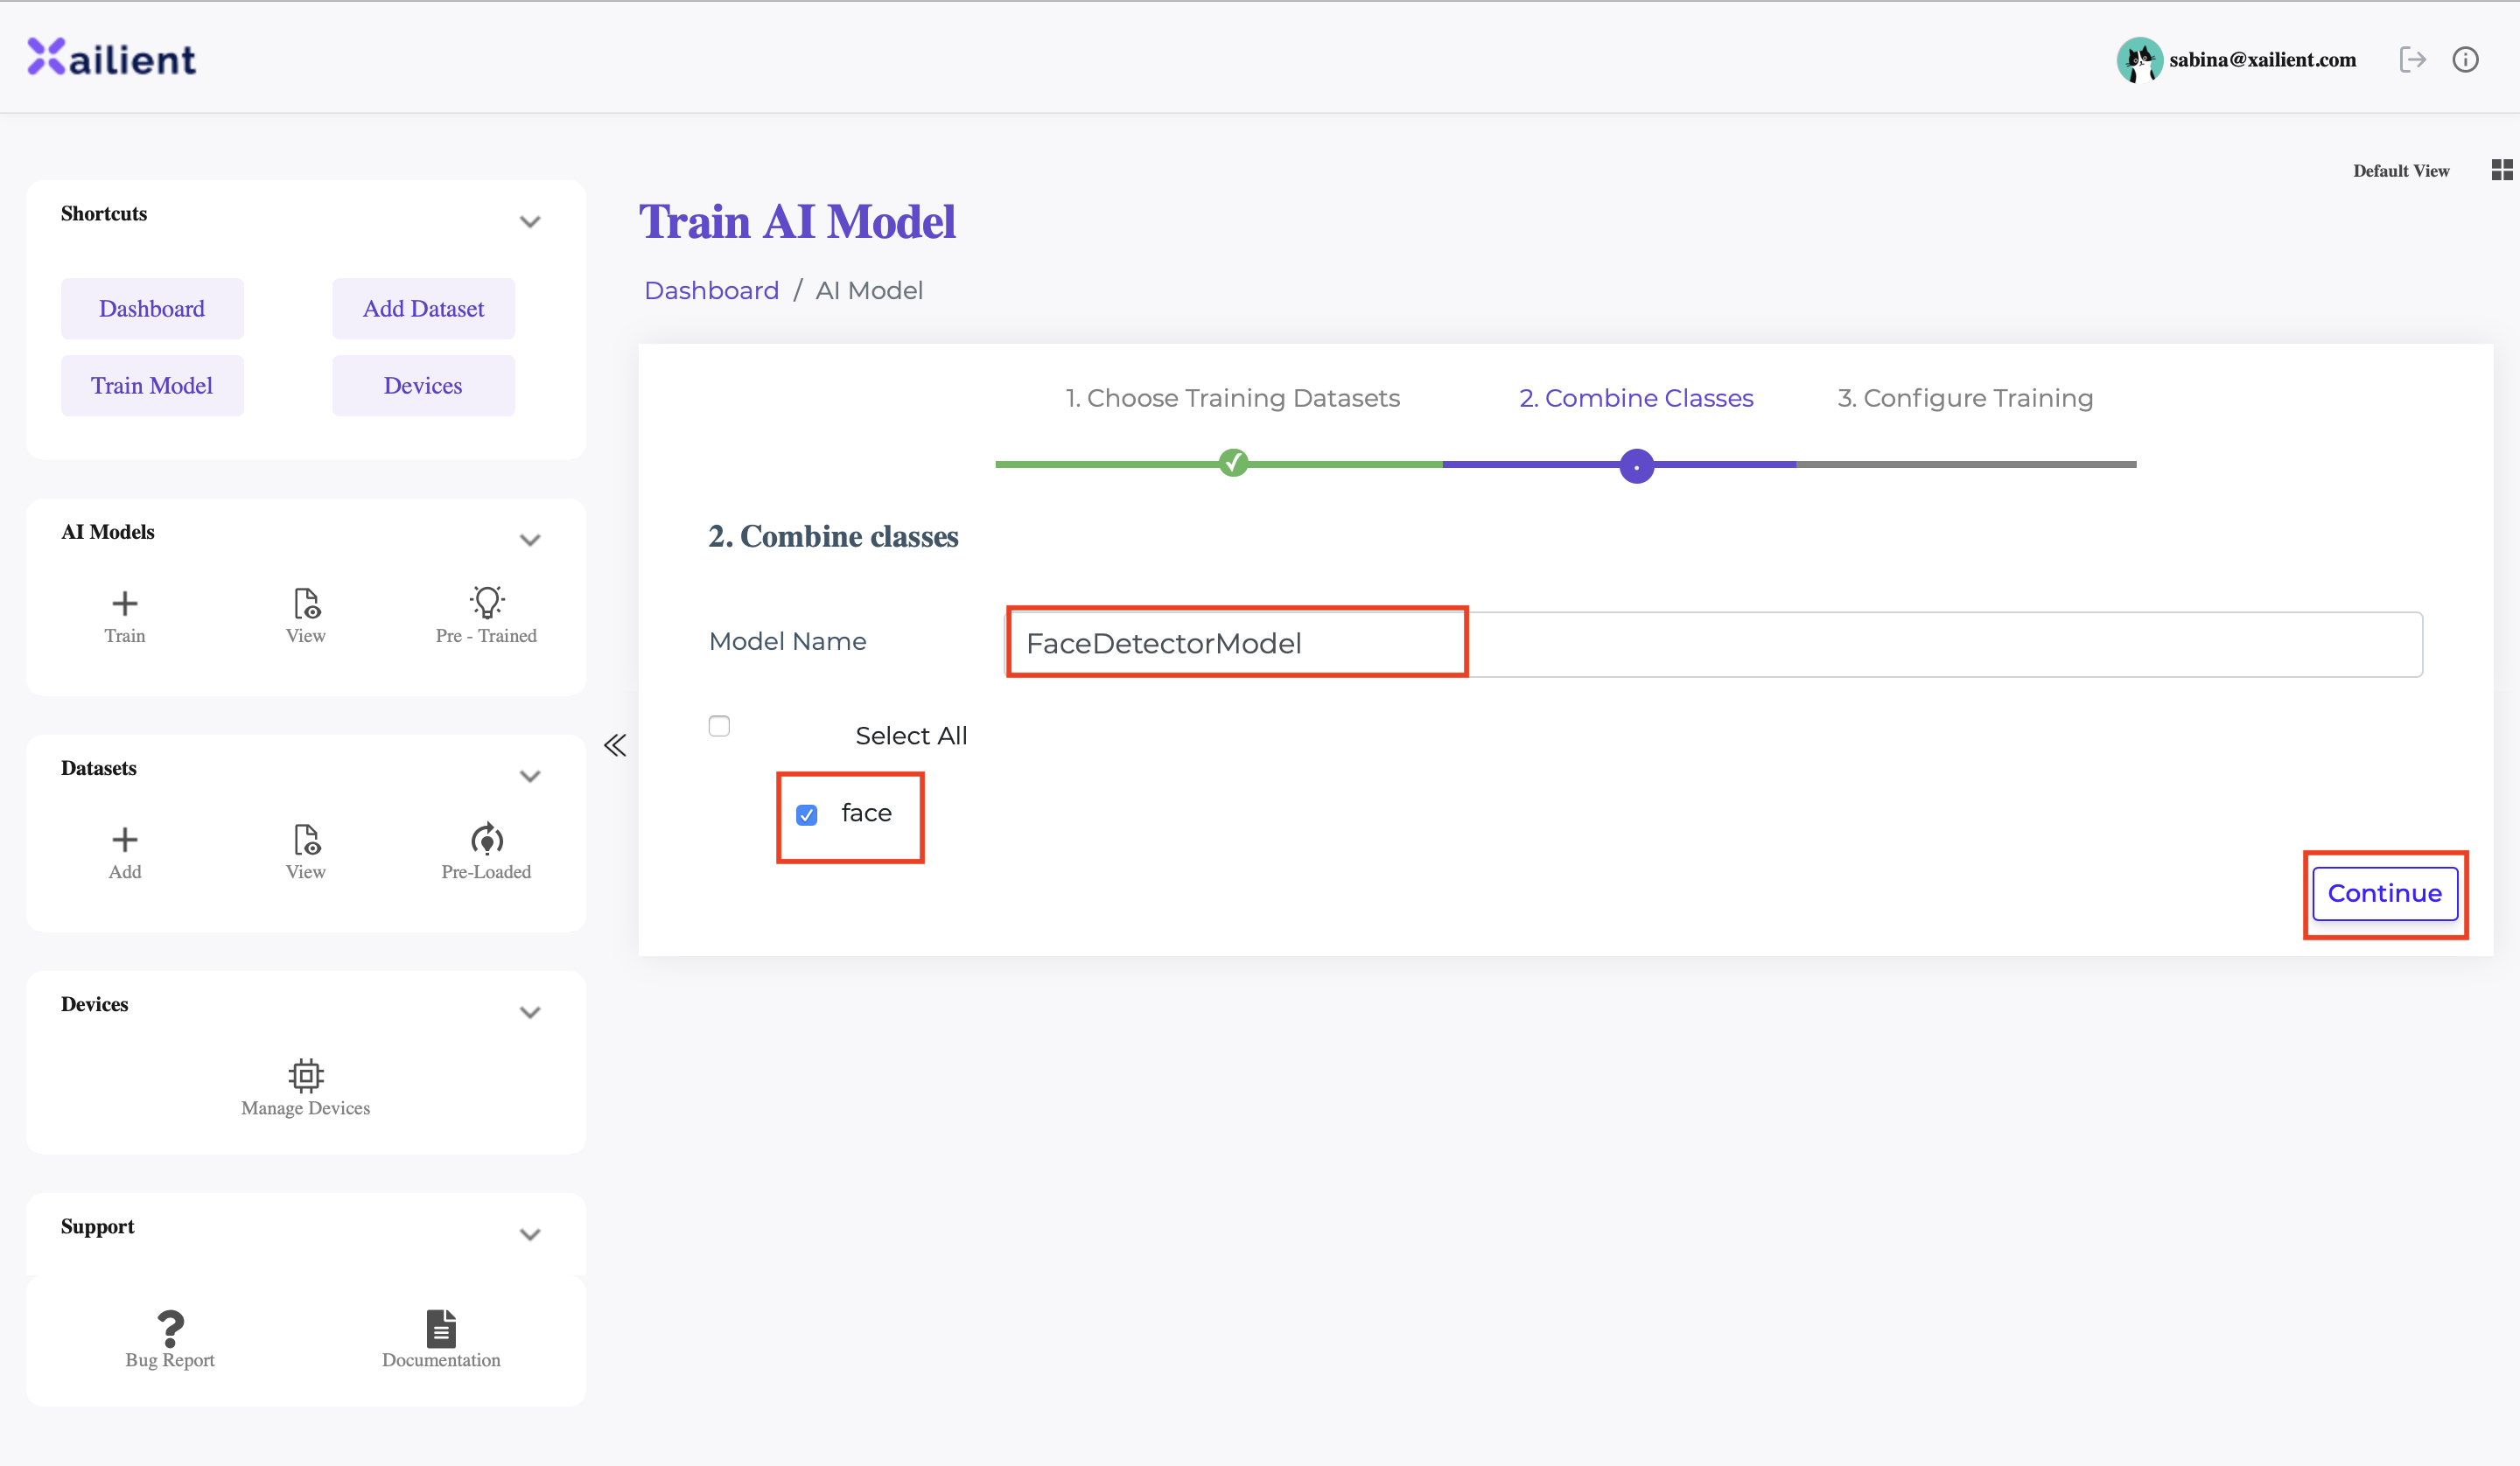 Xailient
sabina@xailient.com
Default View
Shortcuts
Dashboard
Add Dataset
Train Model
Devices
AI Models
Train
View
Pre - Trained
Datasets
Add
View
Pre-Loaded
Devices
Manage Devices
Support
Bug Report
Documentation
Train AI Model
Dashboard / AI Model
1. Choose Training Datasets
2. Combine Classes
3. Configure Training
2. Combine classes
Model Name
FaceDetectorModel
Select All
face
Continue